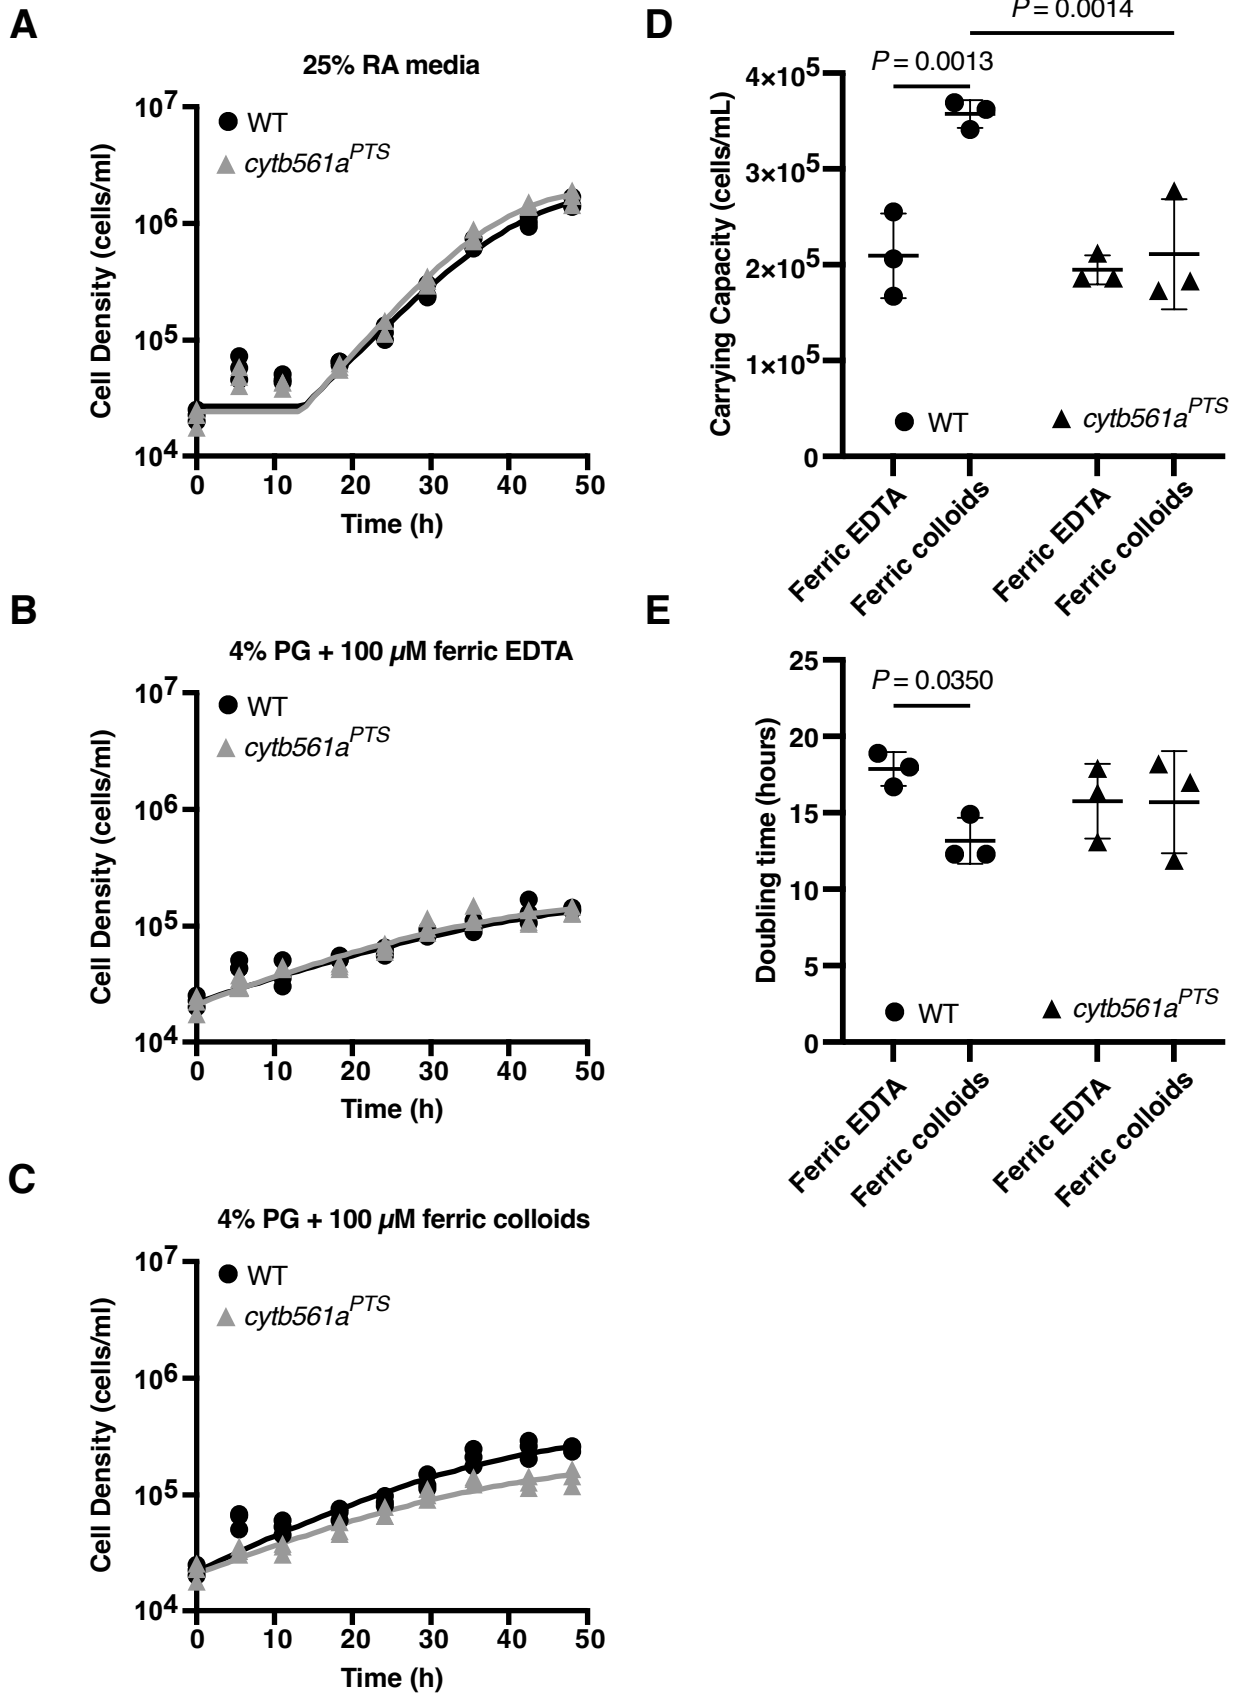 A
25% RA media
WT
cytb561a^PTS
Cell Density (cells/ml)
10^7
10^6
10^5
10^4
0 10 20 30 40 50
Time (h)
B
4% PG + 100 µM ferric EDTA
WT
cytb561a^PTS
Cell Density (cells/ml)
10^7
10^6
10^5
10^4
0 10 20 30 40 50
Time (h)
C
4% PG + 100 µM ferric colloids
WT
cytb561a^PTS
Cell Density (cells/ml)
10^7
10^6
10^5
10^4
0 10 20 30 40 50
Time (h)
D
P = 0.0014
P = 0.0013
Carrying Capacity (cells/mL)
4×10^5
3×10^5
2×10^5
1×10^5
0
WT
cytb561a^PTS
Ferric EDTA
Ferric colloids
Ferric EDTA
Ferric colloids
E
P = 0.0350
Doubling time (hours)
25
20
15
10
5
0
WT
cytb561a^PTS
Ferric EDTA
Ferric colloids
Ferric EDTA
Ferric colloids